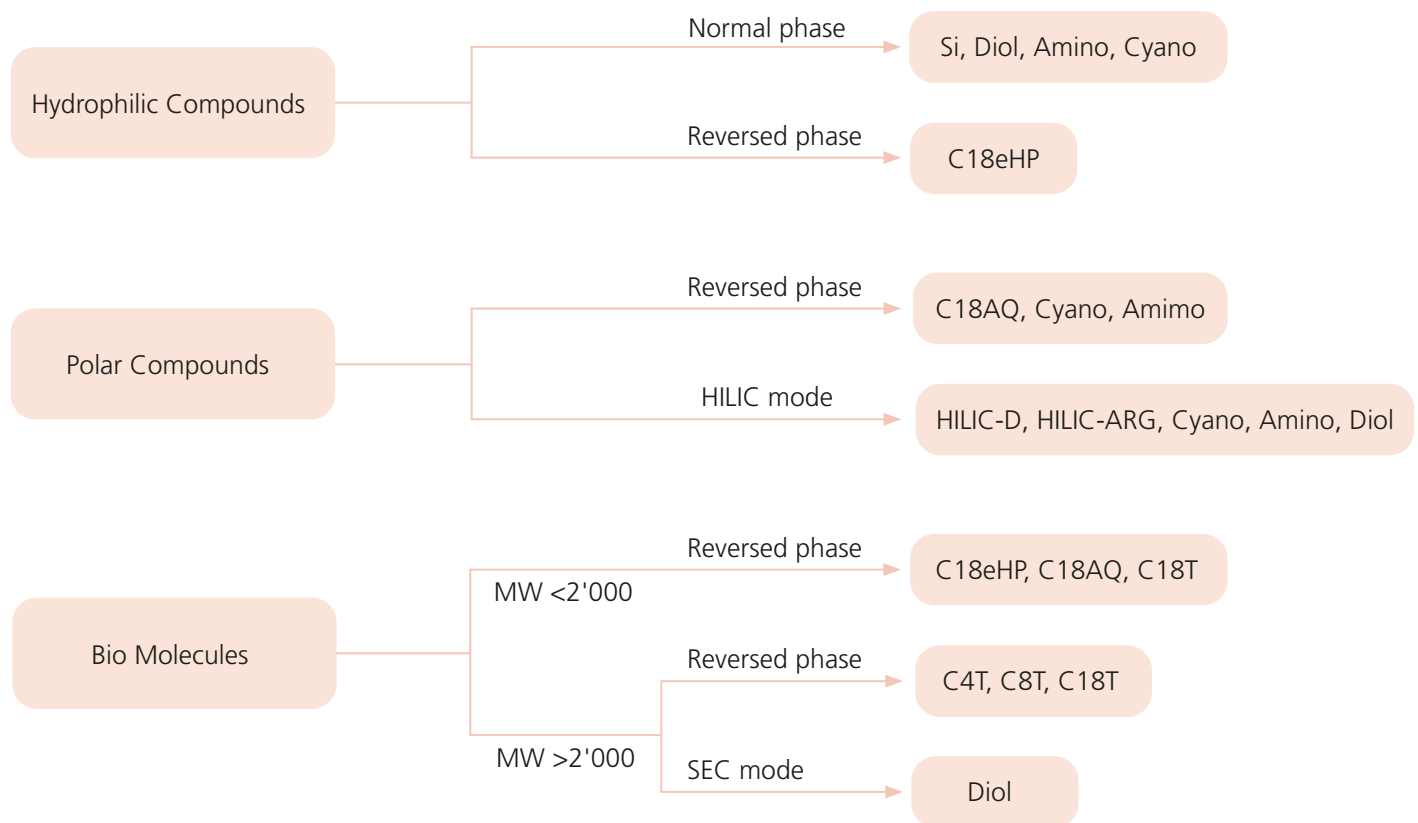 Normal phase
Si, Diol, Amino, Cyano
Hydrophilic Compounds
Reversed phase
C18eHP
Reversed phase
C18AQ, Cyano, Amimo
Polar Compounds
HILIC mode
HILIC-D, HILIC-ARG, Cyano, Amino, Diol
Reversed phase
C18eHP, C18AQ, C18T
MW <2'000
Bio Molecules
Reversed phase
C4T, C8T, C18T
MW >2'000
SEC mode
Diol